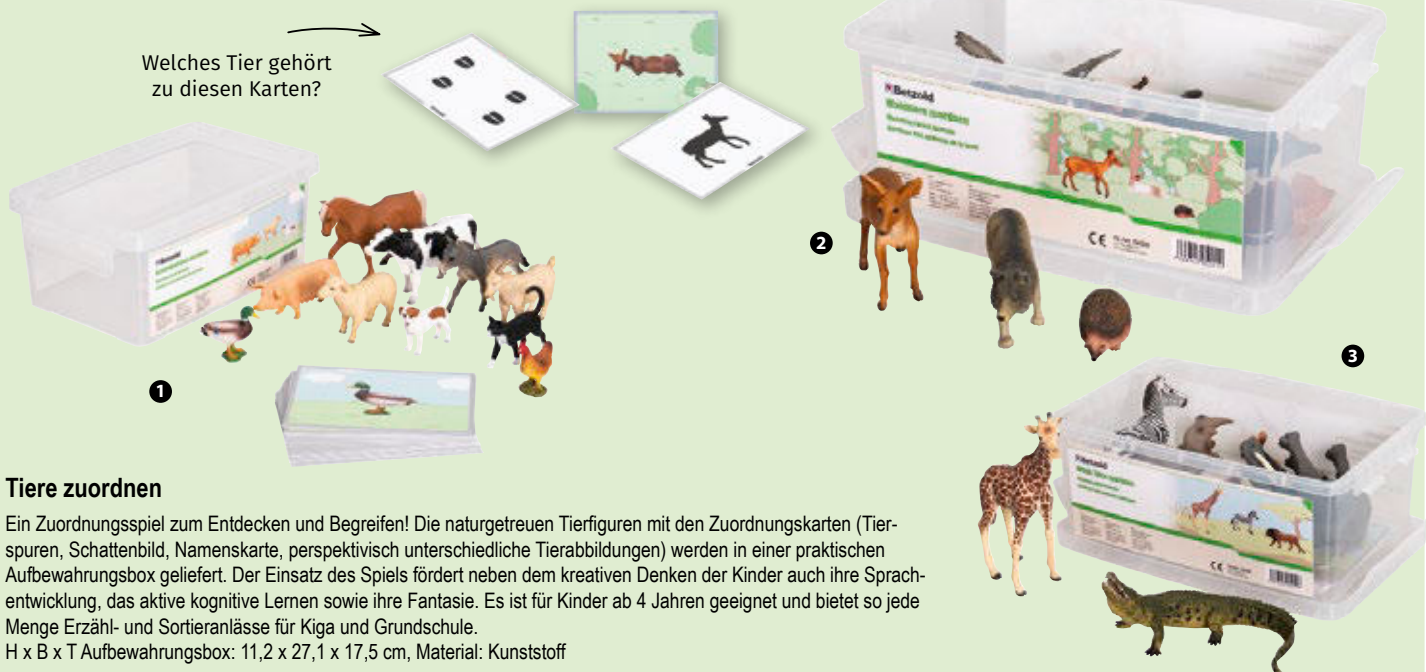 Welches Tier gehört
zu diesen Karten?
Betzold
2
1
3
Betzold
Tiere zuordnen
Ein Zuordnungsspiel zum Entdecken und Begreifen! Die naturgetreuen Tierfiguren mit den Zuordnungskarten (Tier-
spuren, Schattenbild, Namenskarte, perspektivisch unterschiedliche Tierabbildungen) werden in einer praktischen
Aufbewahrungsbox geliefert. Der Einsatz des Spiels fördert neben dem kreativen Denken der Kinder auch ihre Sprach-
entwicklung, das aktive kognitive Lernen sowie ihre Fantasie. Es ist für Kinder ab 4 Jahren geeignet und bietet so jede
Menge Erzähl- und Sortieranlässe für Kiga und Grundschule.
H x B x T Aufbewahrungsbox: 11,2 x 27,1 x 17,5 cm, Material: Kunststoff